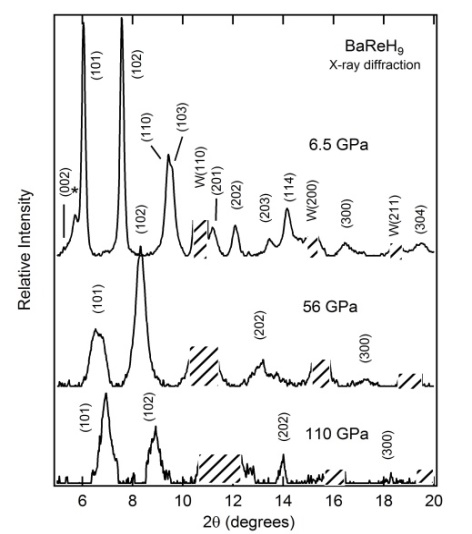 BaReH₉
X-ray diffraction
(002)
*
(101)
(102)
(110)
(103)
W(110)
(201)
(202)
(203)
(114)
W(200)
(300)
W(211)
(304)
6.5 GPa
(101)
(102)
(202)
(300)
56 GPa
(101)
(102)
(202)
(300)
110 GPa
Relative Intensity
6 8 10 12 14 16 18 20
2θ (degrees)